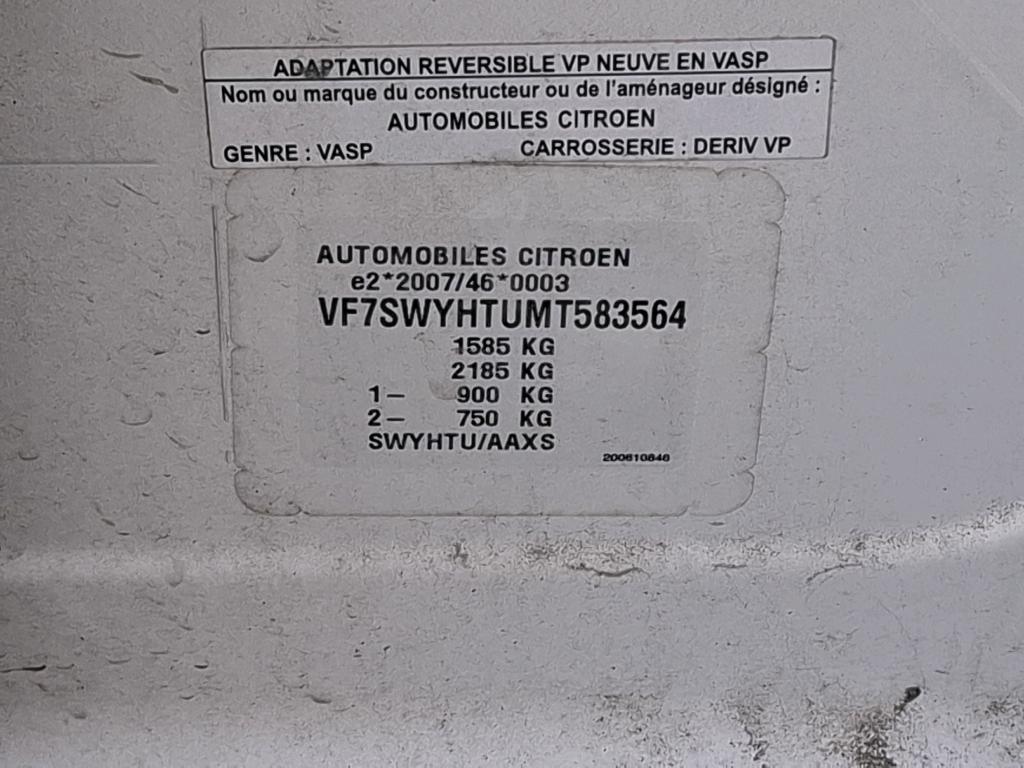 ADAPTATION REVERSIBLE VP NEUVE EN VASP
Nom ou marque du constructeur ou de l'aménageur désigné :
AUTOMOBILES CITROEN
GENRE : VASP CARROSSERIE : DERIV VP
AUTOMOBILES CITROEN
e2*2007/46*0003
VF7SWYHTUMT583564
1585 KG
2185 KG
1- 900 KG
2- 750 KG
SWYHTU/AAXS
200610846